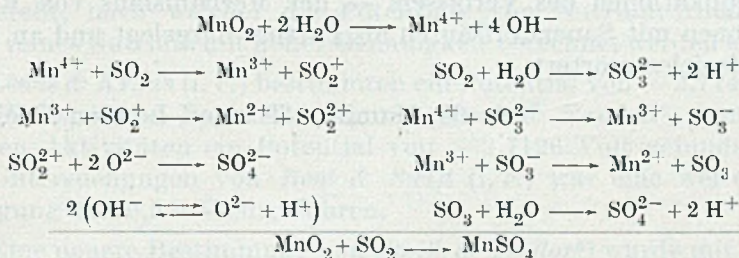 MnO₂ + 2 H₂O ⟶ Mn⁴⁺ + 4 OH⁻
Mn⁴⁺ + SO₂ ⟶ Mn³⁺ + SO₂⁺ SO₂ + H₂O ⟶ SO₃²⁻ + 2 H⁺
Mn³⁺ + SO₂⁺ ⟶ Mn²⁺ + SO₂²⁺ Mn⁴⁺ + SO₃²⁻ ⟶ Mn³⁺ + SO₃⁻
SO₂²⁺ + 2 O²⁻ ⟶ SO₄²⁻ Mn³⁺ + SO₃⁻ ⟶ Mn²⁺ + SO₃
2 (OH⁻ ⇌ O²⁻ + H⁺) SO₃ + H₂O ⟶ SO₄²⁻ + 2 H⁺
MnO₂ + SO₂ ⟶ MnSO₄